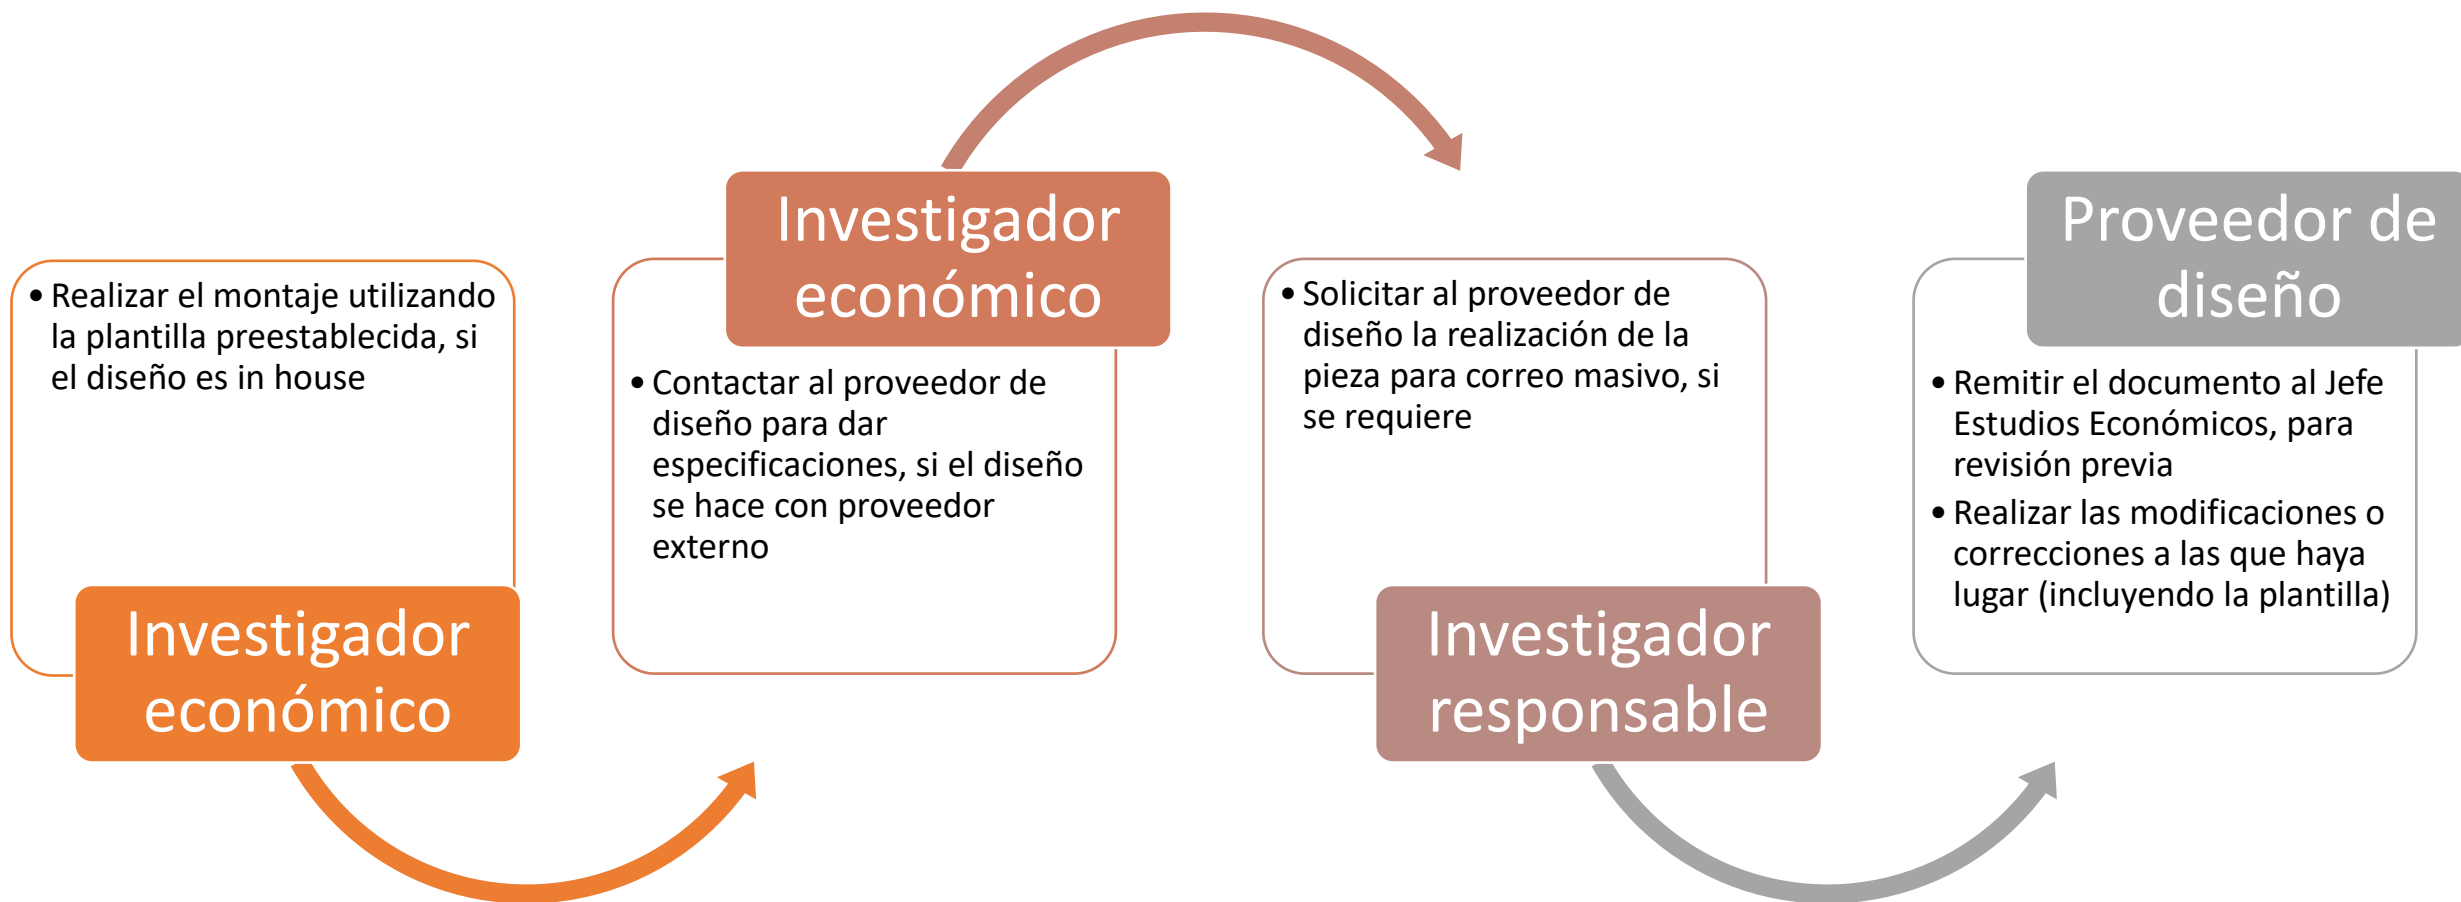 • Realizar el montaje utilizando
la plantilla preestablecida, si
el diseño es in house
Investigador
económico
Investigador
económico
• Contactar al proveedor de
diseño para dar
especificaciones, si el diseño
se hace con proveedor
externo
• Solicitar al proveedor de
diseño la realización de la
pieza para correo masivo, si
se requiere
Investigador
responsable
Proveedor de
diseño
• Remitir el documento al Jefe
Estudios Económicos, para
revisión previa
• Realizar las modificaciones o
correcciones a las que haya
lugar (incluyendo la plantilla)